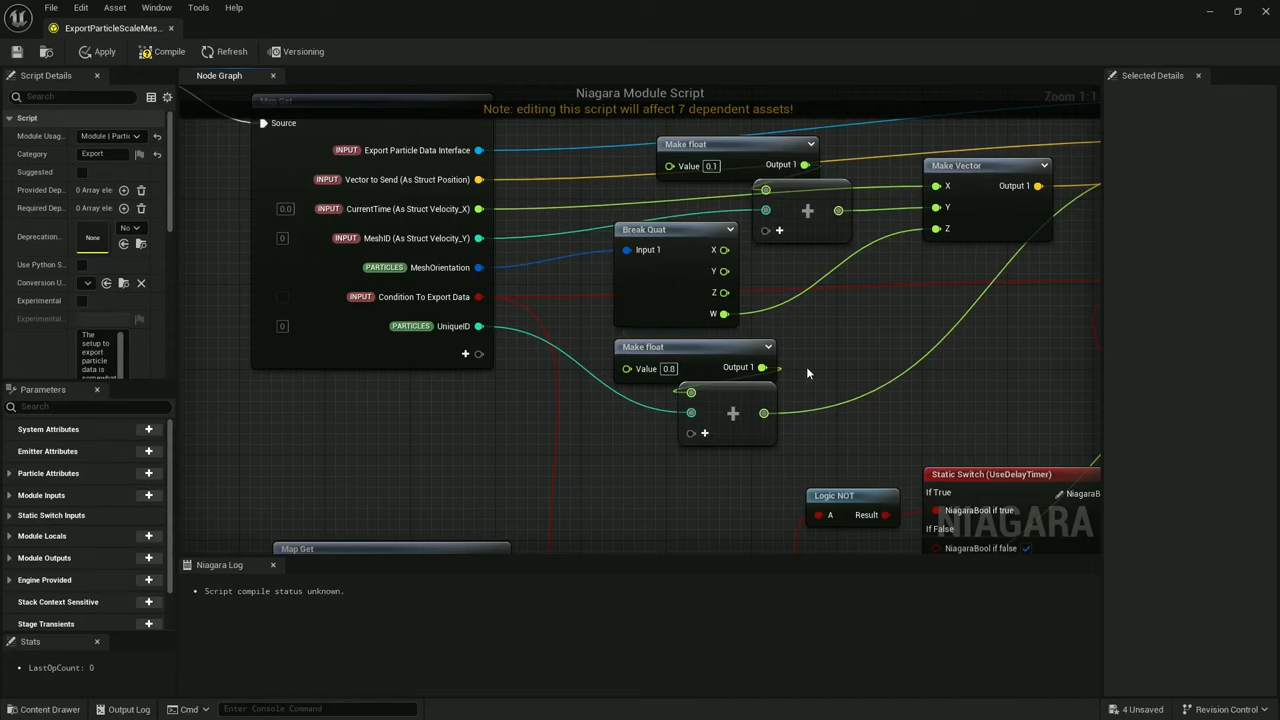 File Edit Asset Window Tools Help
ExportParticleScaleMes...
Apply
Compile
Refresh
Versioning
Script Details
Node Graph
Selected Details
Search
Script
Module Usag...
Module | Partic
Category
Export
Suggested
Provided Dep...
0 Array ele
Required Dep...
0 Array ele
Deprecation...
None
No
Use Python S...
Conversion U...
Experimental
Experimental...
The
setup to
export
particle
data is
Parameters
Search
System Attributes
Emitter Attributes
Particle Attributes
Module Inputs
Static Switch Inputs
Module Locals
Module Outputs
Engine Provided
Stack Context Sensitive
Stage Transients
Stats
LastOpCount: 0
Niagara Module Script
Note: editing this script will affect 7 dependent assets!
Zoom 1:1
Map Get
Source
INPUT Export Particle Data Interface
INPUT Vector to Send (As Struct Position)
0.0 INPUT CurrentTime (As Struct Velocity_X)
0 INPUT MeshID (As Struct Velocity_Y)
PARTICLES MeshOrientation
INPUT Condition To Export Data
0 PARTICLES UniqueID
Make float
Value 0.1 Output 1
Break Quat
Input 1 X
Y
Z
W
Make float
Value 0.8 Output 1
Make Vector
X Output 1
Y
Z
Logic NOT
A Result
Static Switch (UseDelayTimer)
If True
NiagaraB
NiagaraBool if true
If False
NiagaraBool if false
NIAGARA
Map Get
Niagara Log
Script compile status unknown.
Content Drawer
Output Log
Cmd
Enter Console Command
4 Unsaved
Revision Control